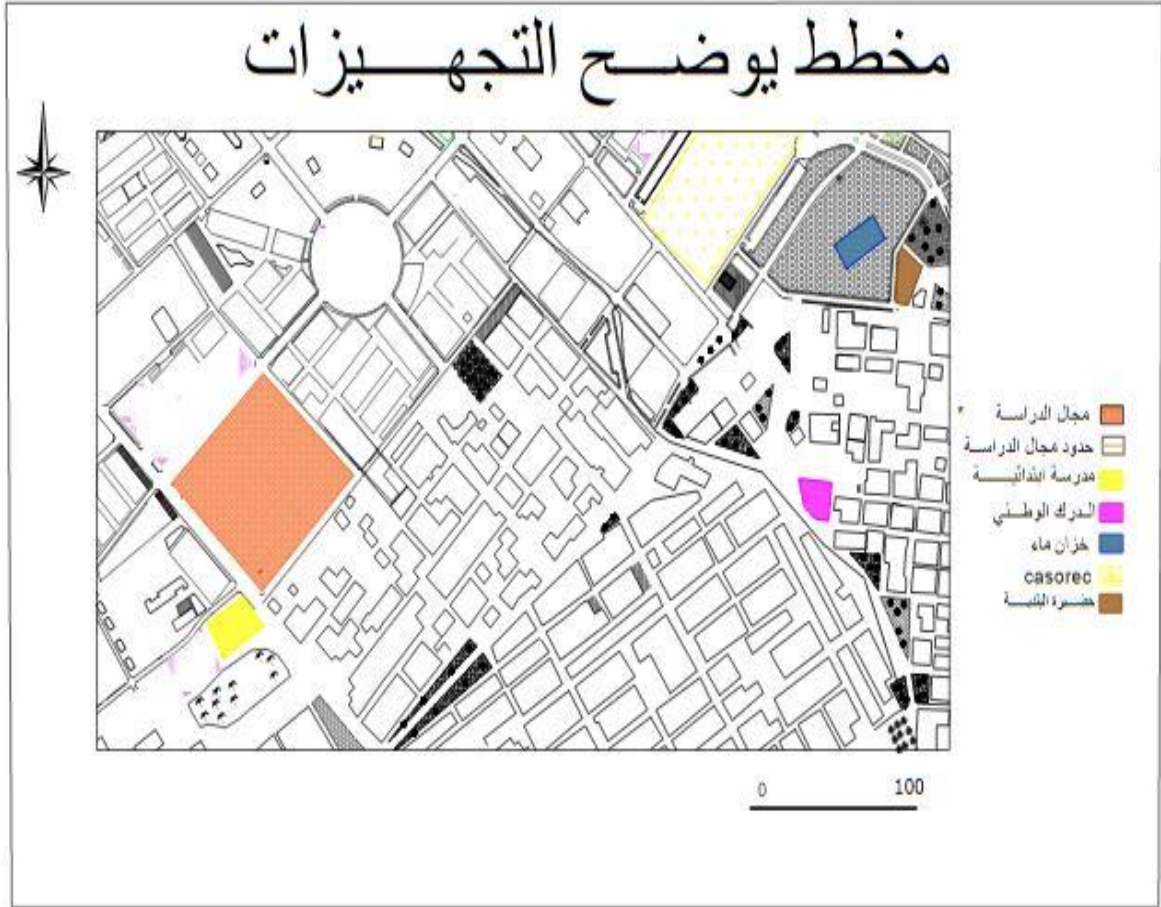 مخطط يوضح التجهيزات
مجال الدراسة
حدود مجال الدراسة
مدرسة ابتدائية
الدرك الوطني
خزان ماء
casorec
حضيرة البلدية
0 100